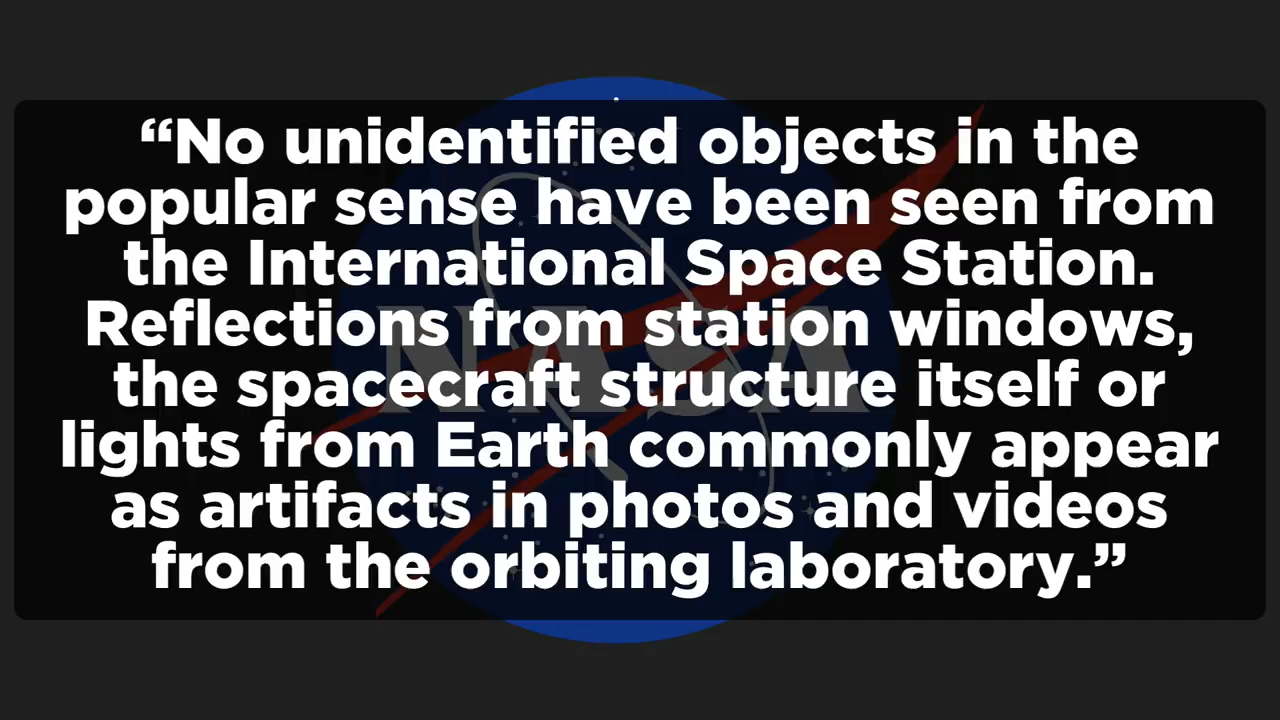 “No unidentified objects in the
popular sense have been seen from
the International Space Station.
Reflections from station windows,
the spacecraft structure itself or
lights from Earth commonly appear
as artifacts in photos and videos
from the orbiting laboratory.”
NASA